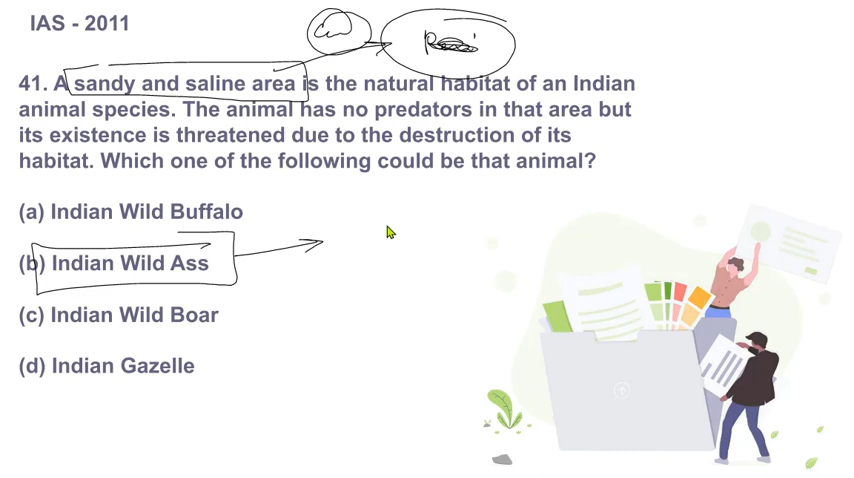 IAS - 2011
41. A sandy and saline area is the natural habitat of an Indian
animal species. The animal has no predators in that area but
its existence is threatened due to the destruction of its
habitat. Which one of the following could be that animal?
(a) Indian Wild Buffalo
(b) Indian Wild Ass
(c) Indian Wild Boar
(d) Indian Gazelle